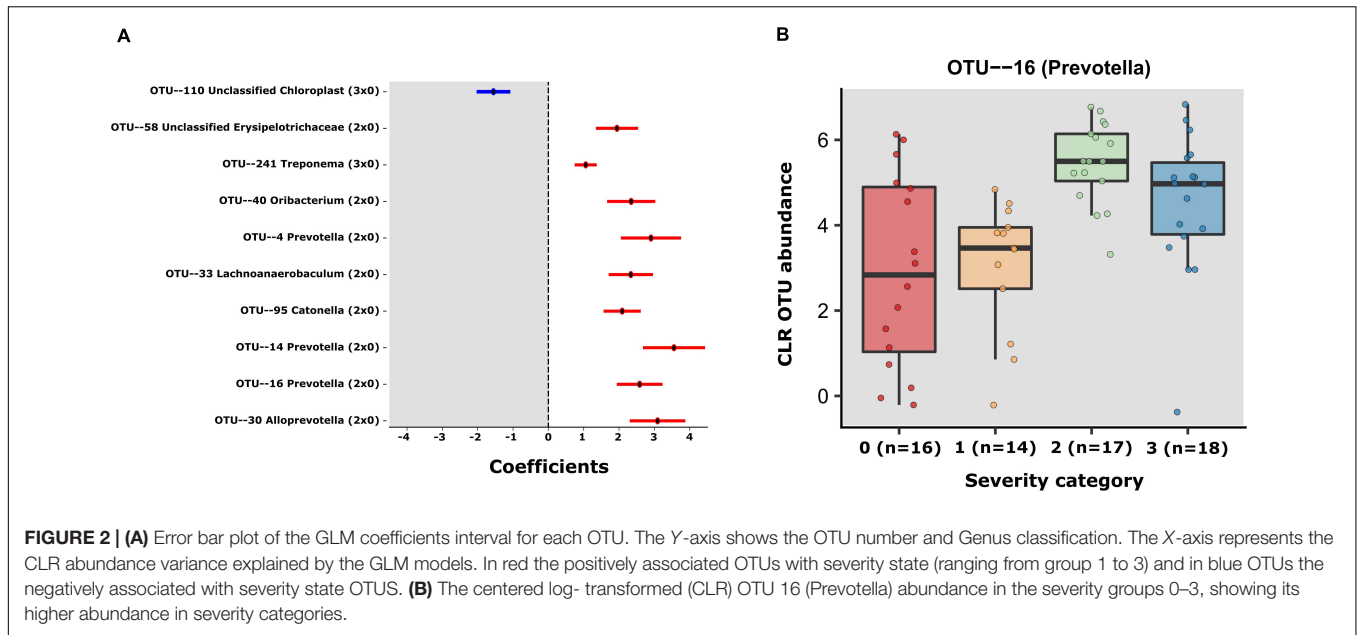 A
OTU--110 Unclassified Chloroplast (3x0)
OTU--58 Unclassified Erysipelotrichaceae (2x0)
OTU--241 Treponema (3x0)
OTU--40 Oribacterium (2x0)
OTU--4 Prevotella (2x0)
OTU--33 Lachnoanaerobaculum (2x0)
OTU--95 Catonella (2x0)
OTU--14 Prevotella (2x0)
OTU--16 Prevotella (2x0)
OTU--30 Alloprevotella (2x0)
-4 -3 -2 -1 0 1 2 3 4
Coefficients
B
OTU--16 (Prevotella)
CLR OTU abundance
6
4
2
0
0 (n=16) 1 (n=14) 2 (n=17) 3 (n=18)
Severity category
FIGURE 2 | (A) Error bar plot of the GLM coefficients interval for each OTU. The Y-axis shows the OTU number and Genus classification. The X-axis represents the
CLR abundance variance explained by the GLM models. In red the positively associated OTUs with severity state (ranging from group 1 to 3) and in blue OTUs the
negatively associated with severity state OTUS. (B) The centered log- transformed (CLR) OTU 16 (Prevotella) abundance in the severity groups 0–3, showing its
higher abundance in severity categories.